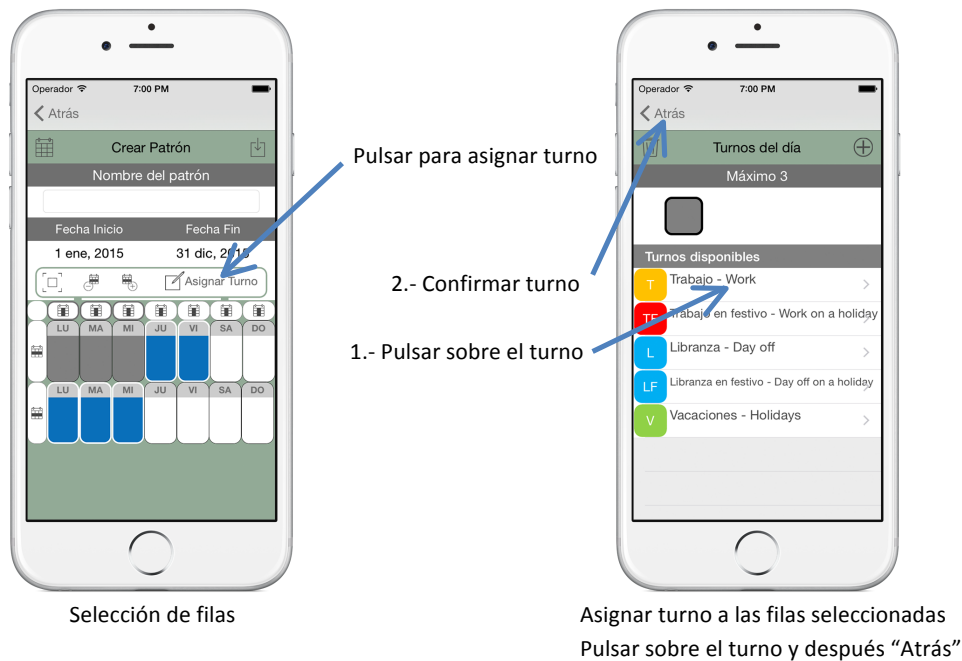 Operador 7:00 PM
Atrás
Crear Patrón
Nombre del patrón
Fecha Inicio Fecha Fin
1 ene, 2015 31 dic, 2015
Asignar Turno
LU MA MI JU VI SA DO
LU MA MI JU VI SA DO
Selección de filas
Pulsar para asignar turno
2.- Confirmar turno
1.- Pulsar sobre el turno
Operador 7:00 PM
Atrás
Turnos del día
Máximo 3
Turnos disponibles
T Trabajo - Work
TF Trabajo en festivo - Work on a holiday
L Libranza - Day off
LF Libranza en festivo - Day off on a holiday
V Vacaciones - Holidays
Asignar turno a las filas seleccionadas
Pulsar sobre el turno y después “Atrás”